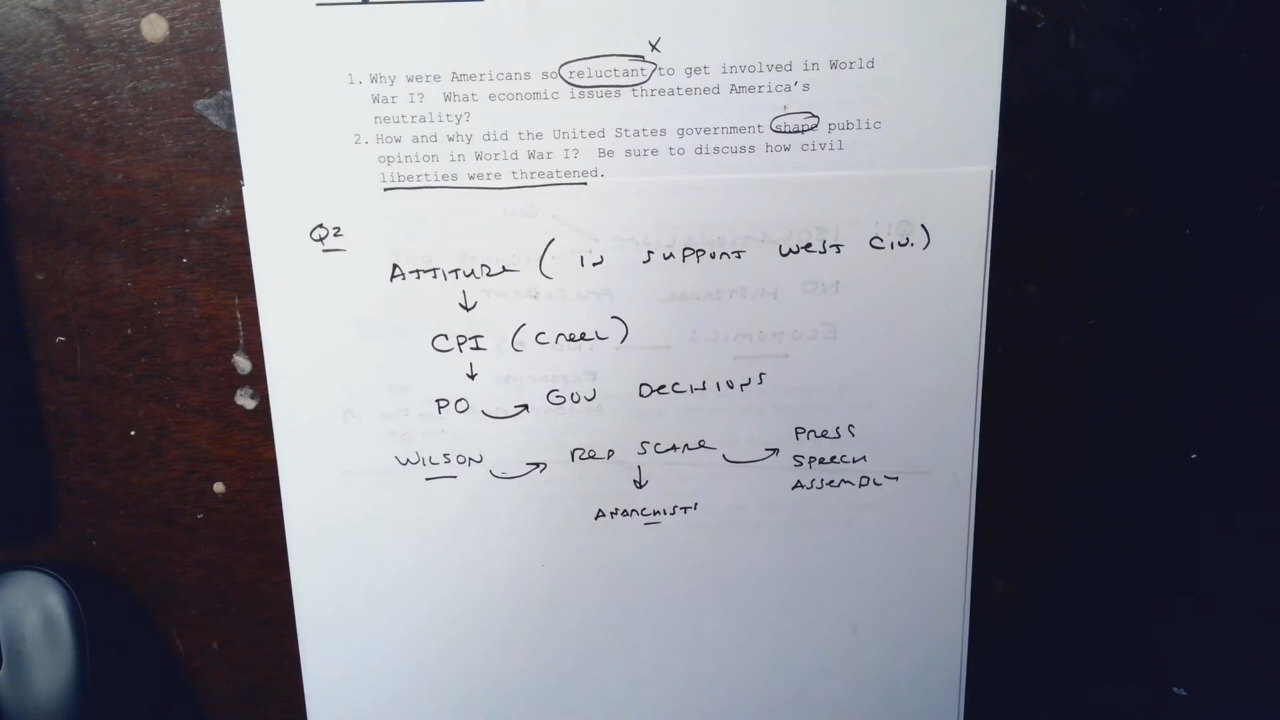 1. Why were Americans so reluctant to get involved in World
War I? What economic issues threatened America's
neutrality?
2. How and why did the United States government shape public
opinion in World War I? Be sure to discuss how civil
liberties were threatened.
Q2
ATTITURE ( IS SUPPORT WEST CIV. )
CPI ( CREEL )
PO GOV DECISIONS
WILSON RED SCARE PRESS
SPEECH
ASSEMBLY
ANARCHISTS